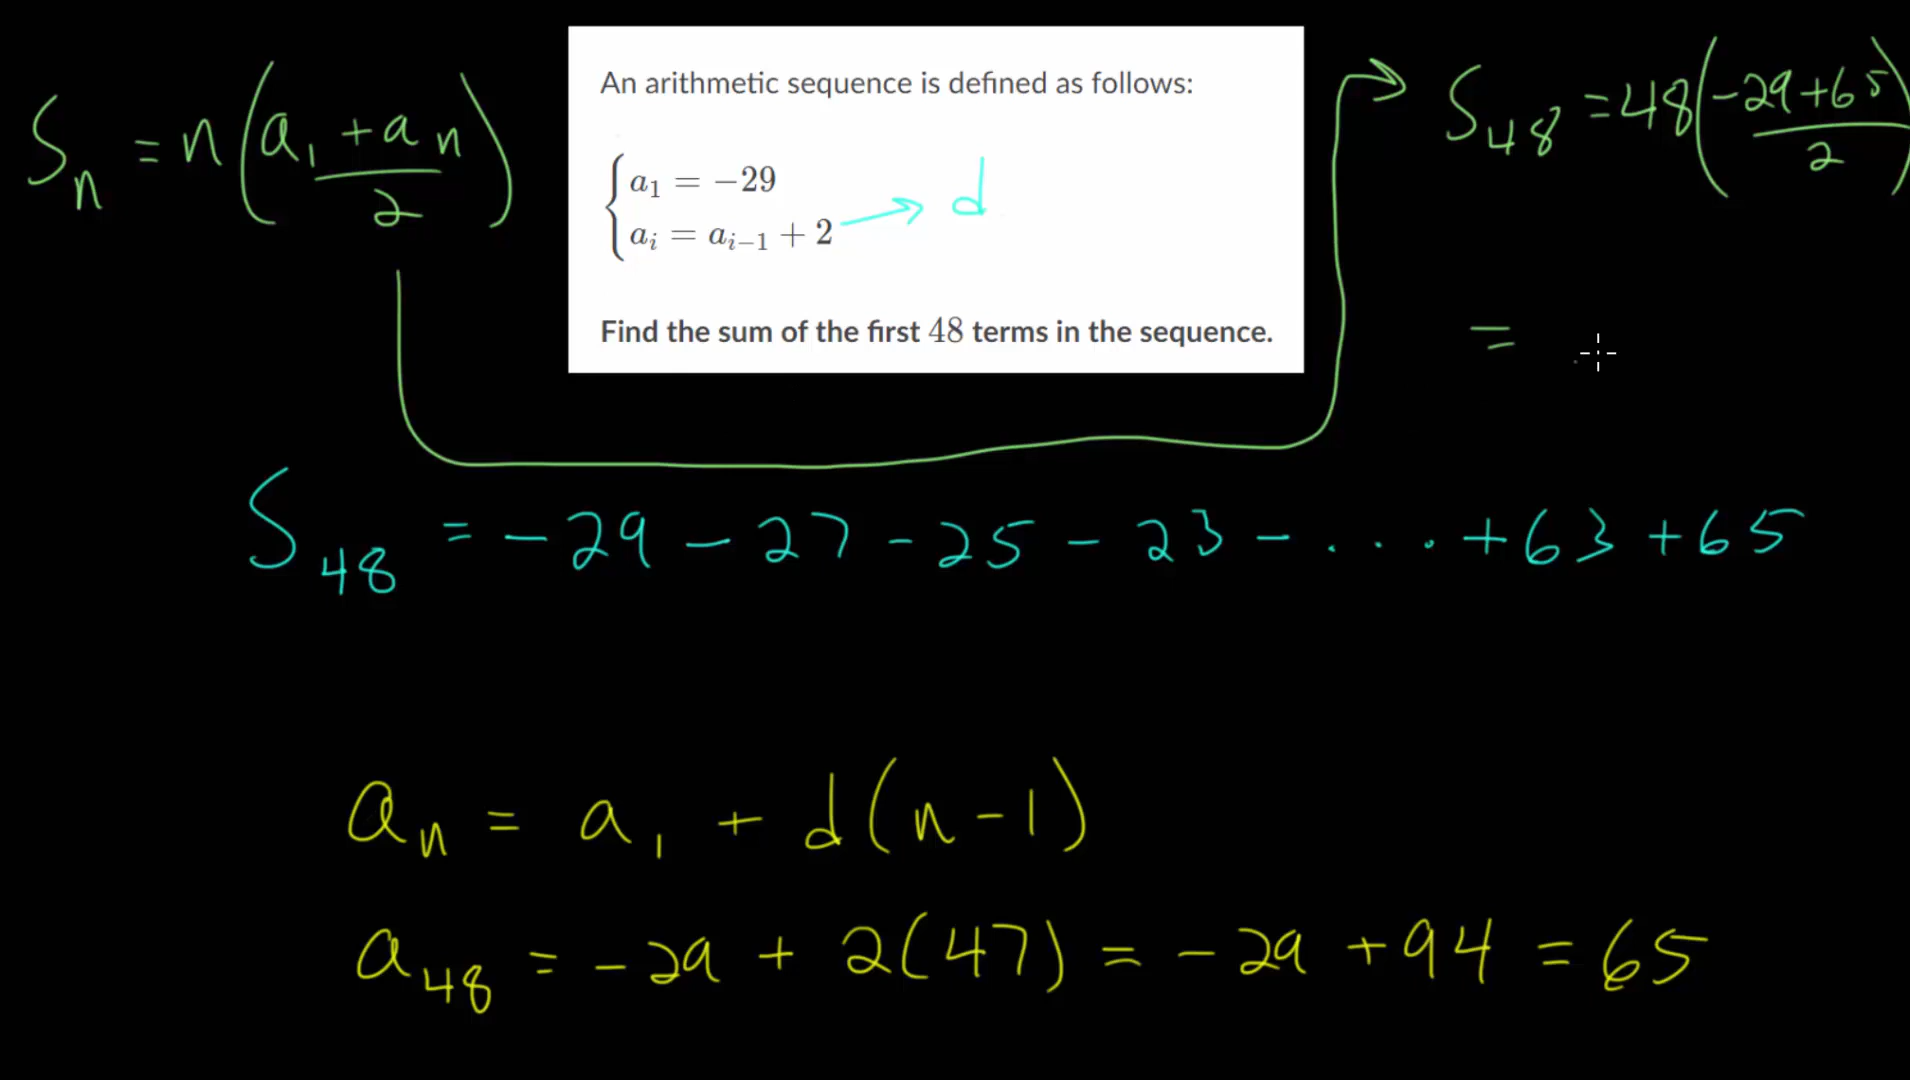 Sₙ = n((a₁ + aₙ)/2)
An arithmetic sequence is defined as follows:
{ a₁ = −29
aᵢ = aᵢ₋₁ + 2 → d
Find the sum of the first 48 terms in the sequence.
S₄₈ = 48((-29+65)/2)
=
S₄₈ = -29 - 27 - 25 - 23 - .... + 63 + 65
aₙ = a₁ + d(n-1)
a₄₈ = -29 + 2(47) = -29 + 94 = 65